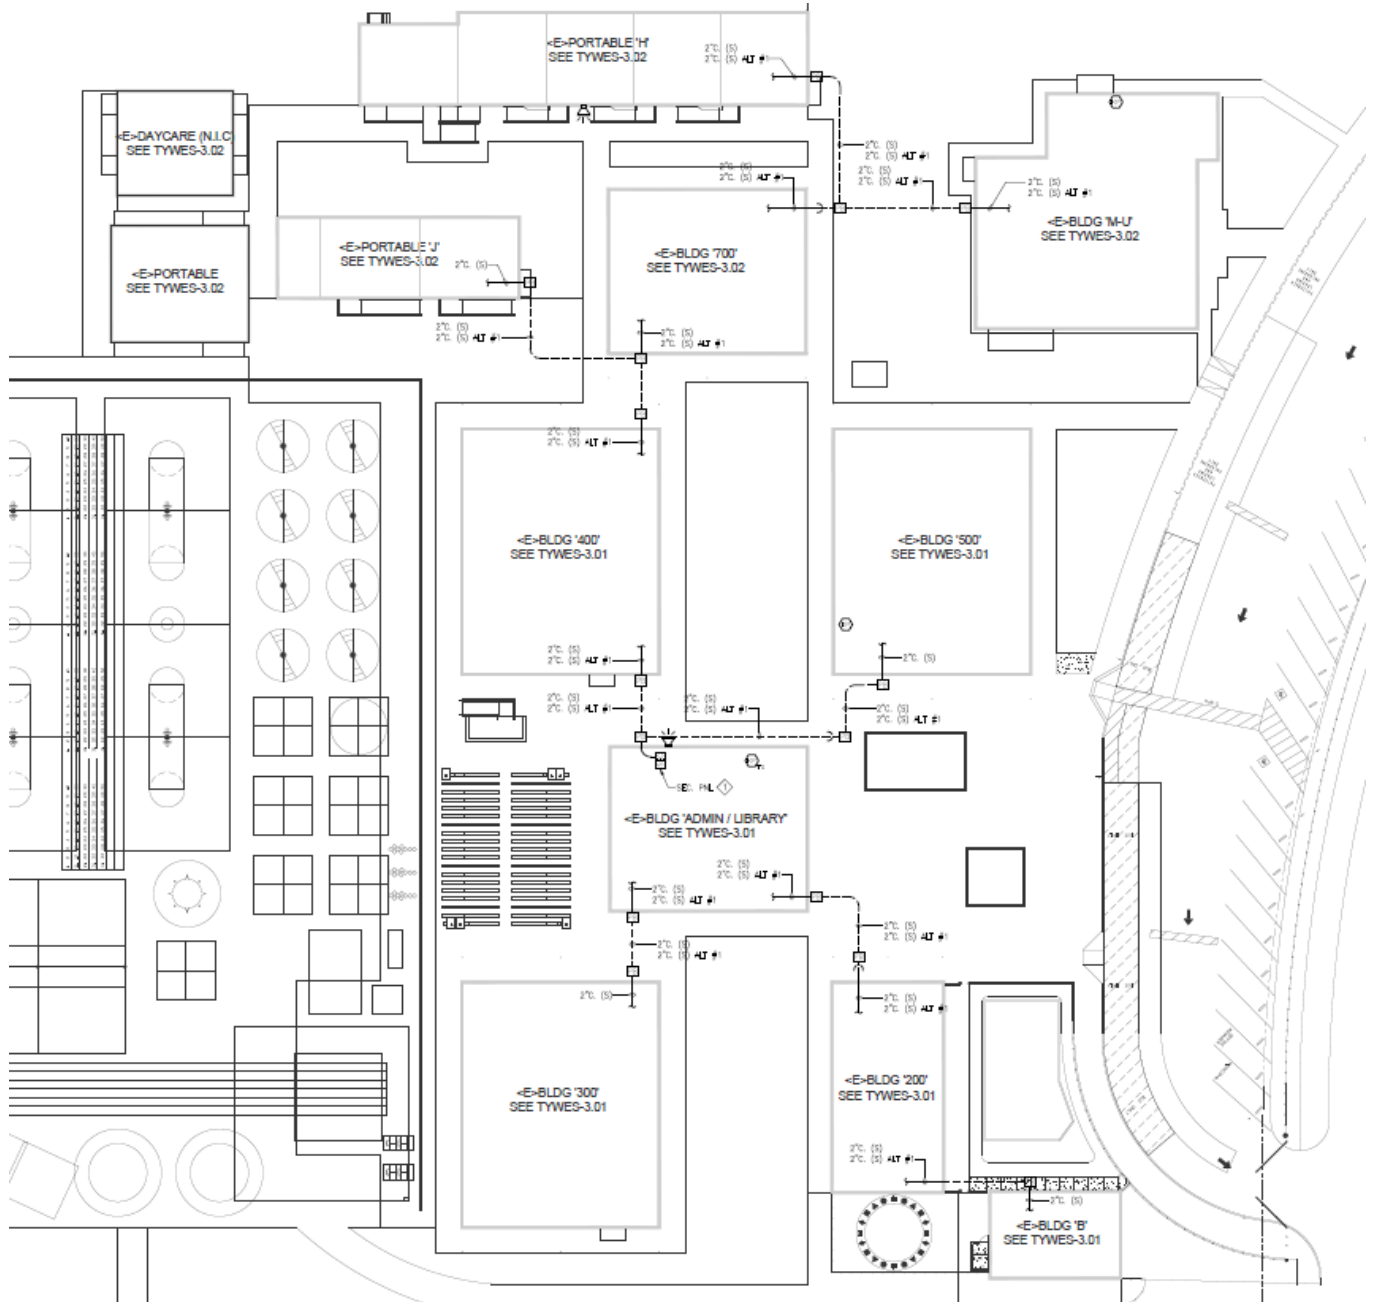 <E>PORTABLE 'H'
SEE TYWES-3.02
2"C. (S)
2"C. (S) ALT #1
<E>DAYCARE (N.I.C)
SEE TYWES-3.02
2"C. (S)
2"C. (S) ALT #1
2"C. (S)
2"C. (S) ALT #1
2"C. (S)
2"C. (S) ALT #1
2"C. (S)
2"C. (S) ALT #1
<E>BLDG 'M-U'
SEE TYWES-3.02
<E>PORTABLE 'J'
SEE TYWES-3.02
2"C. (S)
<E>BLDG '700'
SEE TYWES-3.02
<E>PORTABLE
SEE TYWES-3.02
2"C. (S)
2"C. (S) ALT #1
2"C. (S)
2"C. (S) ALT #1
2"C. (S)
2"C. (S) ALT #1
<E>BLDG '400'
SEE TYWES-3.01
<E>BLDG '500'
SEE TYWES-3.01
2"C. (S)
2"C. (S) ALT #1
2"C. (S)
2"C. (S)
2"C. (S) ALT #1
2"C. (S)
2"C. (S) ALT #1
2"C. (S)
2"C. (S) ALT #1
SEC. PNL 1
<E>BLDG 'ADMIN / LIBRARY'
SEE TYWES-3.01
2"C. (S)
2"C. (S) ALT #1
2"C. (S)
2"C. (S) ALT #1
2"C. (S)
2"C. (S) ALT #1
2"C. (S)
2"C. (S) ALT #1
2"C. (S)
2"C. (S)
2"C. (S) ALT #1
<E>BLDG '300'
SEE TYWES-3.01
<E>BLDG '200'
SEE TYWES-3.01
2"C. (S)
2"C. (S) ALT #1
2"C. (S)
<E>BLDG 'B'
SEE TYWES-3.01